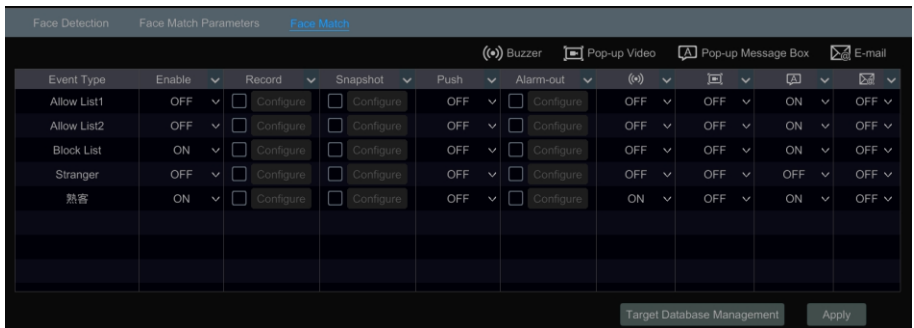 Face Detection Face Match Parameters Face Match
Buzzer Pop-up Video Pop-up Message Box E-mail
Event Type Enable Record Snapshot Push Alarm-out
Allow List1 OFF Configure Configure OFF Configure OFF OFF ON OFF
Allow List2 OFF Configure Configure OFF Configure OFF OFF ON OFF
Block List ON Configure Configure OFF Configure OFF OFF ON OFF
Stranger OFF Configure Configure OFF Configure OFF OFF OFF OFF
熟客 ON Configure Configure OFF Configure ON OFF ON OFF
Target Database Management Apply